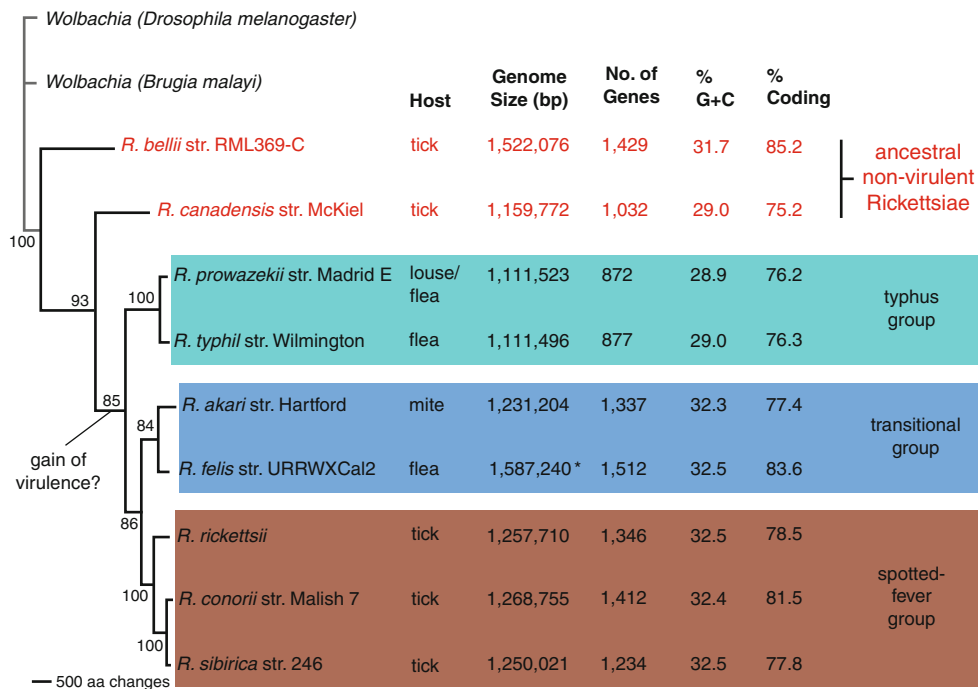 Wolbachia (Drosophila melanogaster)
Wolbachia (Brugia malayi)
Host Genome Size (bp) No. of Genes % G+C % Coding
R. bellii str. RML369-C tick 1,522,076 1,429 31.7 85.2
R. canadensis str. McKiel tick 1,159,772 1,032 29.0 75.2
ancestral
non-virulent
Rickettsiae
100
R. prowazekii str. Madrid E louse/flea 1,111,523 872 28.9 76.2
93
100
R. typhil str. Wilmington flea 1,111,496 877 29.0 76.3
typhus
group
85
R. akari str. Hartford mite 1,231,204 1,337 32.3 77.4
84
R. felis str. URRWXCal2 flea 1,587,240 * 1,512 32.5 83.6
transitional
group
gain of
virulence?
86
R. rickettsii tick 1,257,710 1,346 32.5 78.5
100
R. conorii str. Malish 7 tick 1,268,755 1,412 32.4 81.5
100
R. sibirica str. 246 tick 1,250,021 1,234 32.5 77.8
spotted-
fever
group
500 aa changes